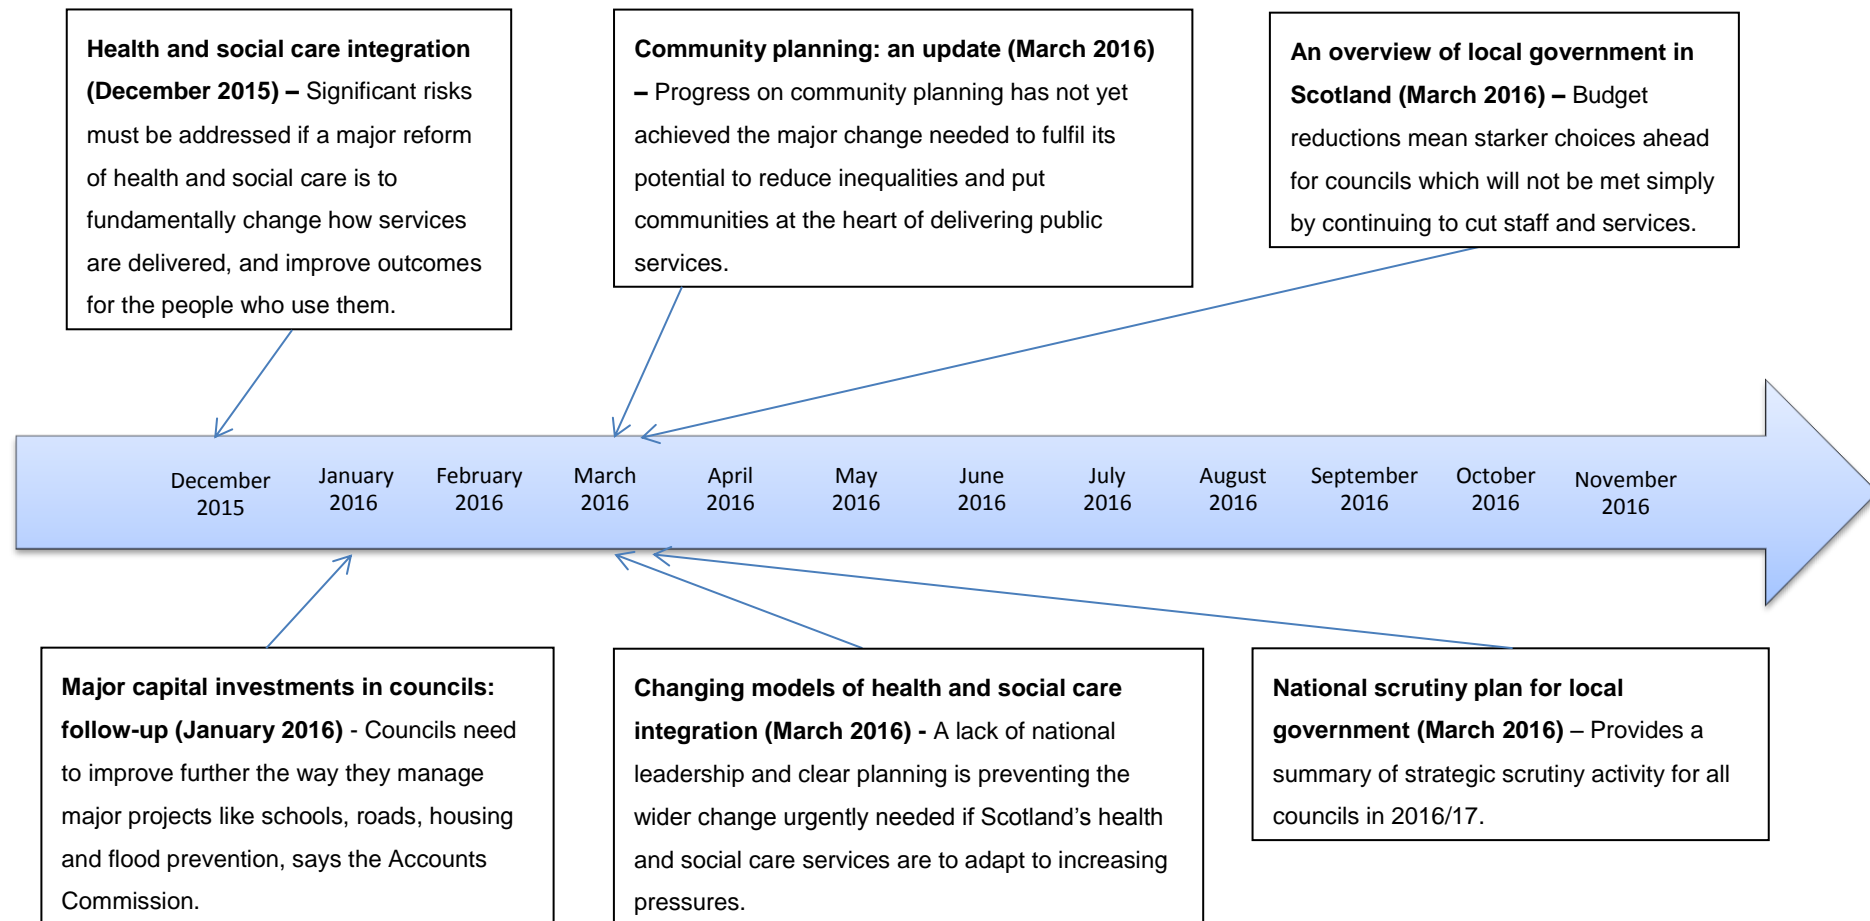 Health and social care integration
(December 2015) – Significant risks
must be addressed if a major reform
of health and social care is to
fundamentally change how services
are delivered, and improve outcomes
for the people who use them.
Community planning: an update (March 2016)
– Progress on community planning has not yet
achieved the major change needed to fulfil its
potential to reduce inequalities and put
communities at the heart of delivering public
services.
An overview of local government in
Scotland (March 2016) – Budget
reductions mean starker choices ahead
for councils which will not be met simply
by continuing to cut staff and services.
December
2015
January
2016
February
2016
March
2016
April
2016
May
2016
June
2016
July
2016
August
2016
September
2016
October
2016
November
2016
Major capital investments in councils:
follow-up (January 2016) - Councils need
to improve further the way they manage
major projects like schools, roads, housing
and flood prevention, says the Accounts
Commission.
Changing models of health and social care
integration (March 2016) - A lack of national
leadership and clear planning is preventing the
wider change urgently needed if Scotland’s health
and social care services are to adapt to increasing
pressures.
National scrutiny plan for local
government (March 2016) – Provides a
summary of strategic scrutiny activity for all
councils in 2016/17.